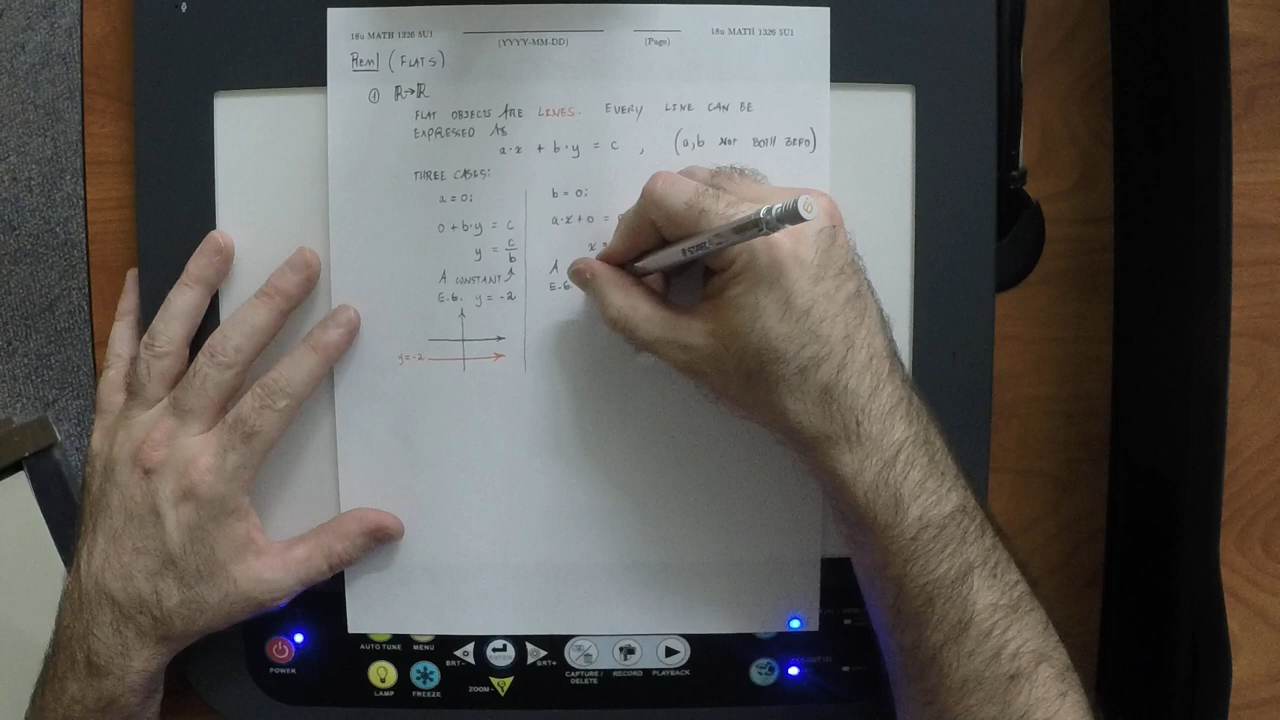 18u MATH 1326 5U1
(YYYY-MM-DD)
(Page)
18u MATH 1326 5U1
REM (FLATS)
① ℝ→ℝ
FLAT OBJECTS ARE LINES. EVERY LINE CAN BE
EXPRESSED AS
a·x + b·y = c , (a,b NOT BOTH ZERO)
THREE CASES:
a = 0:
0 + b·y = c
y = c/b
A CONSTANT
E.G. y = -2
y=-2
b = 0:
a·x + 0 =
x =
A
E.G.
POWER
AUTO TUNE
MENU
LAMP
FREEZE
BRT-
BRT+
ZOOM-
CAPTURE/
DELETE
RECORD
PLAYBACK